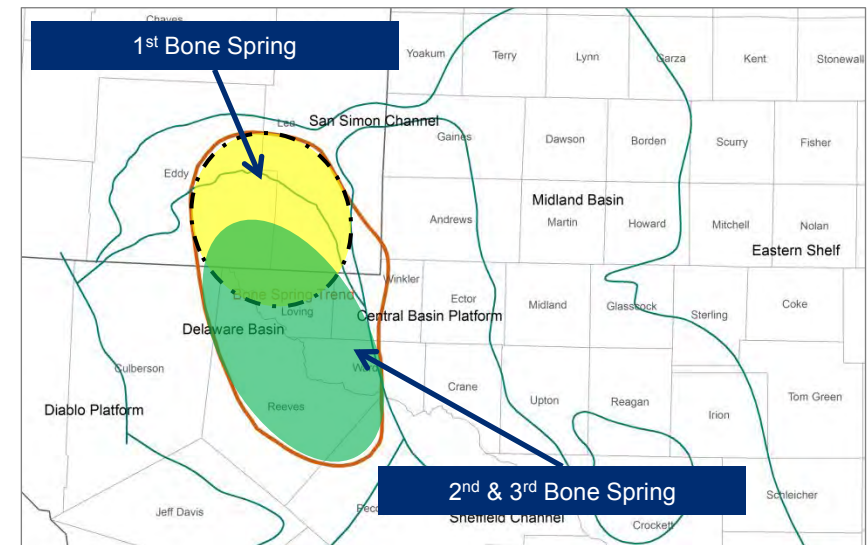 Chaves
1st Bone Spring
Yoakum
Terry
Lynn
Garza
Kent
Stonewall
Lea
San Simon Channel
Gaines
Dawson
Borden
Scurry
Fisher
Eddy
Midland Basin
Andrews
Martin
Howard
Mitchell
Nolan
Eastern Shelf
Winkler
Bone Spring Trend
Ector
Midland
Glasscock
Sterling
Coke
Loving
Central Basin Platform
Delaware Basin
Culberson
Ward
Crane
Upton
Reagan
Irion
Tom Green
Diablo Platform
Reeves
2nd & 3rd Bone Spring
Schleicher
Jeff Davis
Sheffield Channel
Crockett